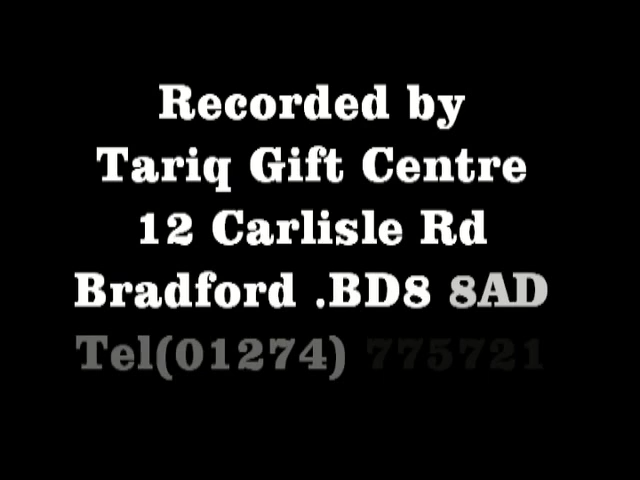 Recorded by
Tariq Gift Centre
12 Carlisle Rd
Bradford .BD8 8AD
Tel(01274) 775721